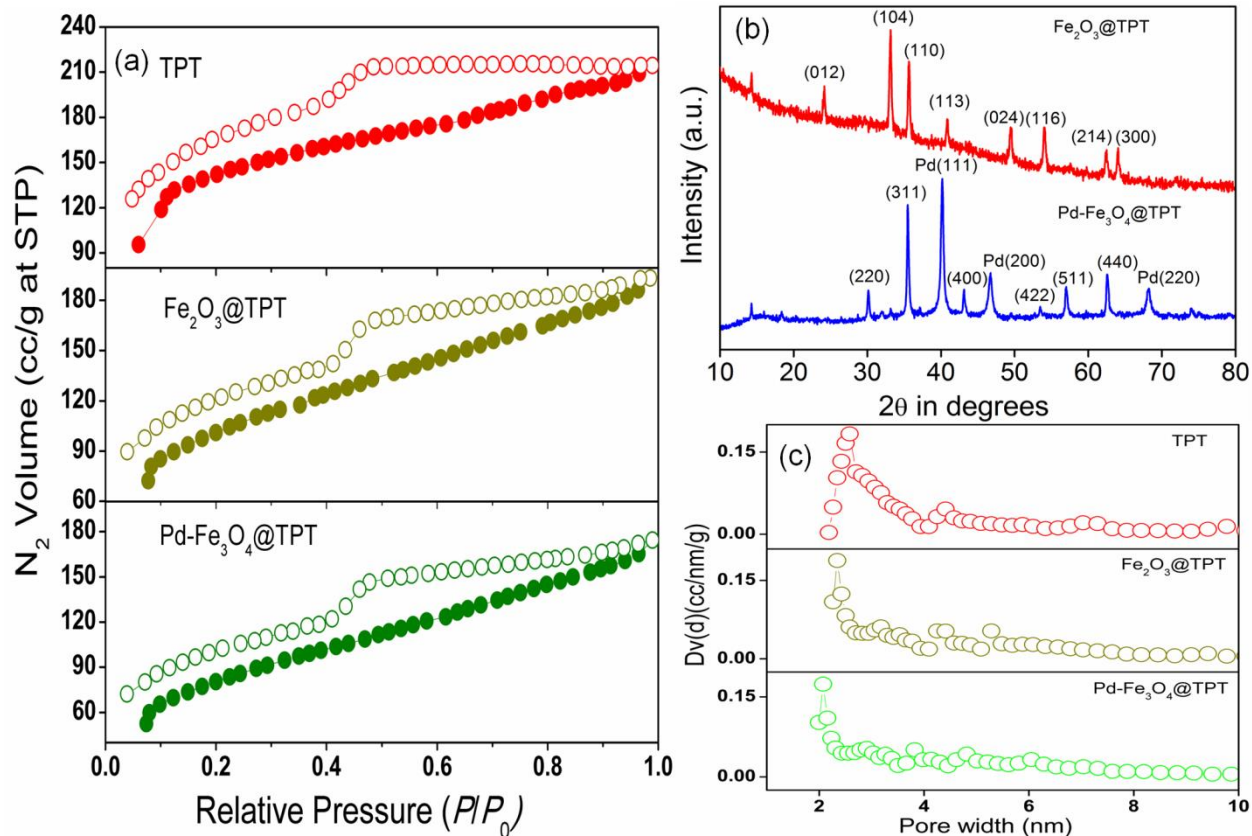 N₂ Volume (cc/g at STP)
(a)
TPT
240
210
180
150
120
90
Fe₂O₃@TPT
180
150
120
90
60
Pd-Fe₃O₄@TPT
180
150
120
90
60
0.0 0.2 0.4 0.6 0.8 1.0
Relative Pressure (P/P₀)
(b)
Intensity (a.u.)
Fe₂O₃@TPT
(012) (104) (110) (113) (024) (116) (214) (300)
Pd-Fe₃O₄@TPT
(220) (311) Pd(111) (400) Pd(200) (422) (511) (440) Pd(220)
10 20 30 40 50 60 70 80
2θ in degrees
(c)
Dv(d)(cc/nm/g)
TPT
0.15
0.00
Fe₂O₃@TPT
0.15
0.00
Pd-Fe₃O₄@TPT
0.15
0.00
2 4 6 8 10
Pore width (nm)